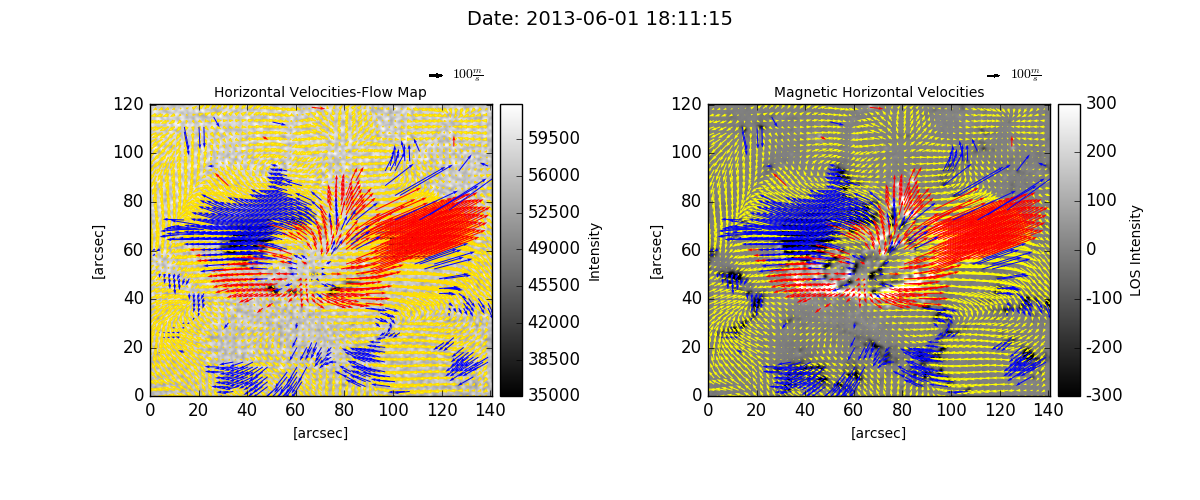 Date: 2013-06-01 18:11:15
100 m/s
Horizontal Velocities-Flow Map
120
100
80
60
40
20
0
[arcsec]
0 20 40 60 80 100 120 140
[arcsec]
59500
56000
52500
49000
45500
42000
38500
35000
Intensity
100 m/s
Magnetic Horizontal Velocities
120
100
80
60
40
20
0
[arcsec]
0 20 40 60 80 100 120 140
[arcsec]
300
200
100
0
-100
-200
-300
LOS Intensity